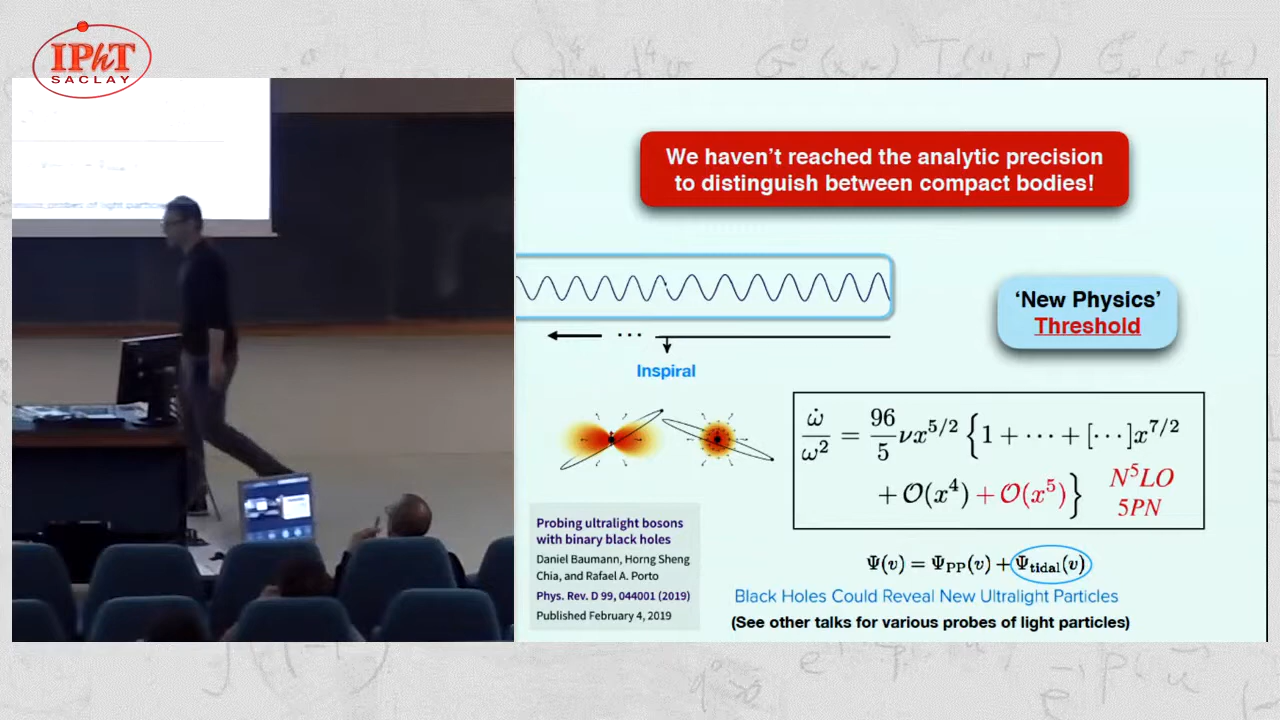 IPhT
SACLAY
We haven't reached the analytic precision
to distinguish between compact bodies!
'New Physics'
Threshold
...
Inspiral
ω̇/ω² = 96/5 νx^{5/2} {1 + ··· + [···]x^{7/2}
+ O(x⁴) + O(x⁵)} N⁵LO
5PN
Probing ultralight bosons
with binary black holes
Daniel Baumann, Horng Sheng
Chia, and Rafael A. Porto
Phys. Rev. D 99, 044001 (2019)
Published February 4, 2019
Ψ(v) = Ψ_PP(v) + Ψ_tidal(v)
Black Holes Could Reveal New Ultralight Particles
(See other talks for various probes of light particles)